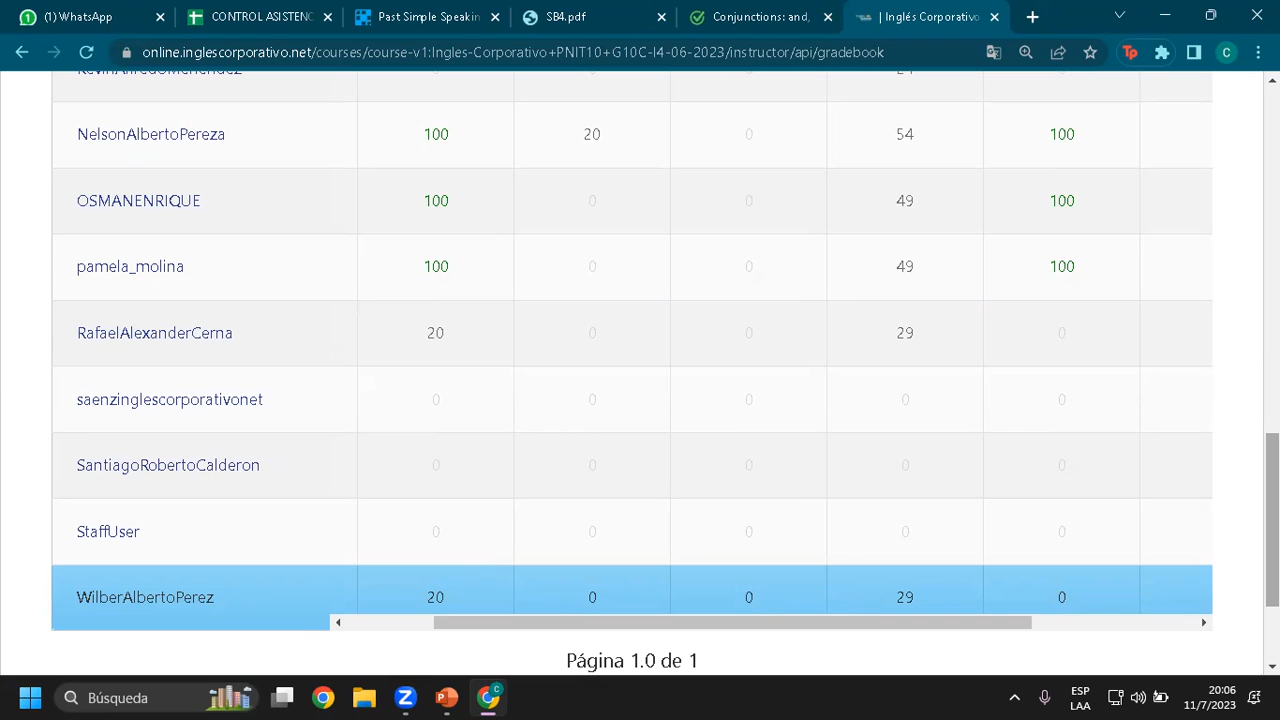 (1) WhatsApp
CONTROL ASISTENC
Past Simple Speakin
SB4.pdf
Conjunctions: and,
| Inglés Corporativo
online.inglescorporativo.net/courses/course-v1:Ingles-Corporativo+PNIT10+G10C-I4-06-2023/instructor/api/gradebook
NelsonAlbertoPereza 100 20 0 54 100
OSMANENRIQUE 100 0 0 49 100
pamela_molina 100 0 0 49 100
RafaelAlexanderCerna 20 0 0 29 0
saenzinglescorporativonet 0 0 0 0 0
SantiagoRobertoCalderon 0 0 0 0 0
StaffUser 0 0 0 0 0
WilberAlbertoPerez 20 0 0 29 0
Página 1.0 de 1
Búsqueda
ESP
LAA
20:06
11/7/2023